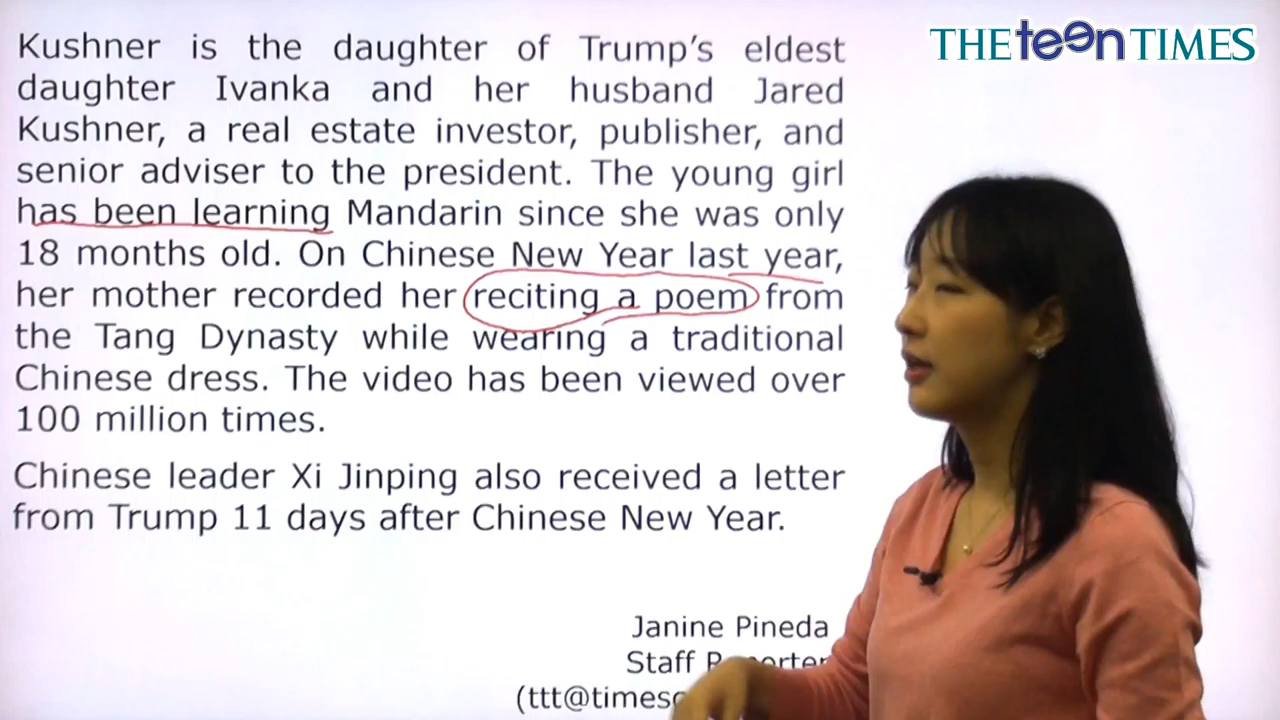 THE teen TIMES
Kushner is the daughter of Trump's eldest
daughter Ivanka and her husband Jared
Kushner, a real estate investor, publisher, and
senior adviser to the president. The young girl
has been learning Mandarin since she was only
18 months old. On Chinese New Year last year,
her mother recorded her reciting a poem from
the Tang Dynasty while wearing a traditional
Chinese dress. The video has been viewed over
100 million times.
Chinese leader Xi Jinping also received a letter
from Trump 11 days after Chinese New Year.
Janine Pineda
Staff Reporter